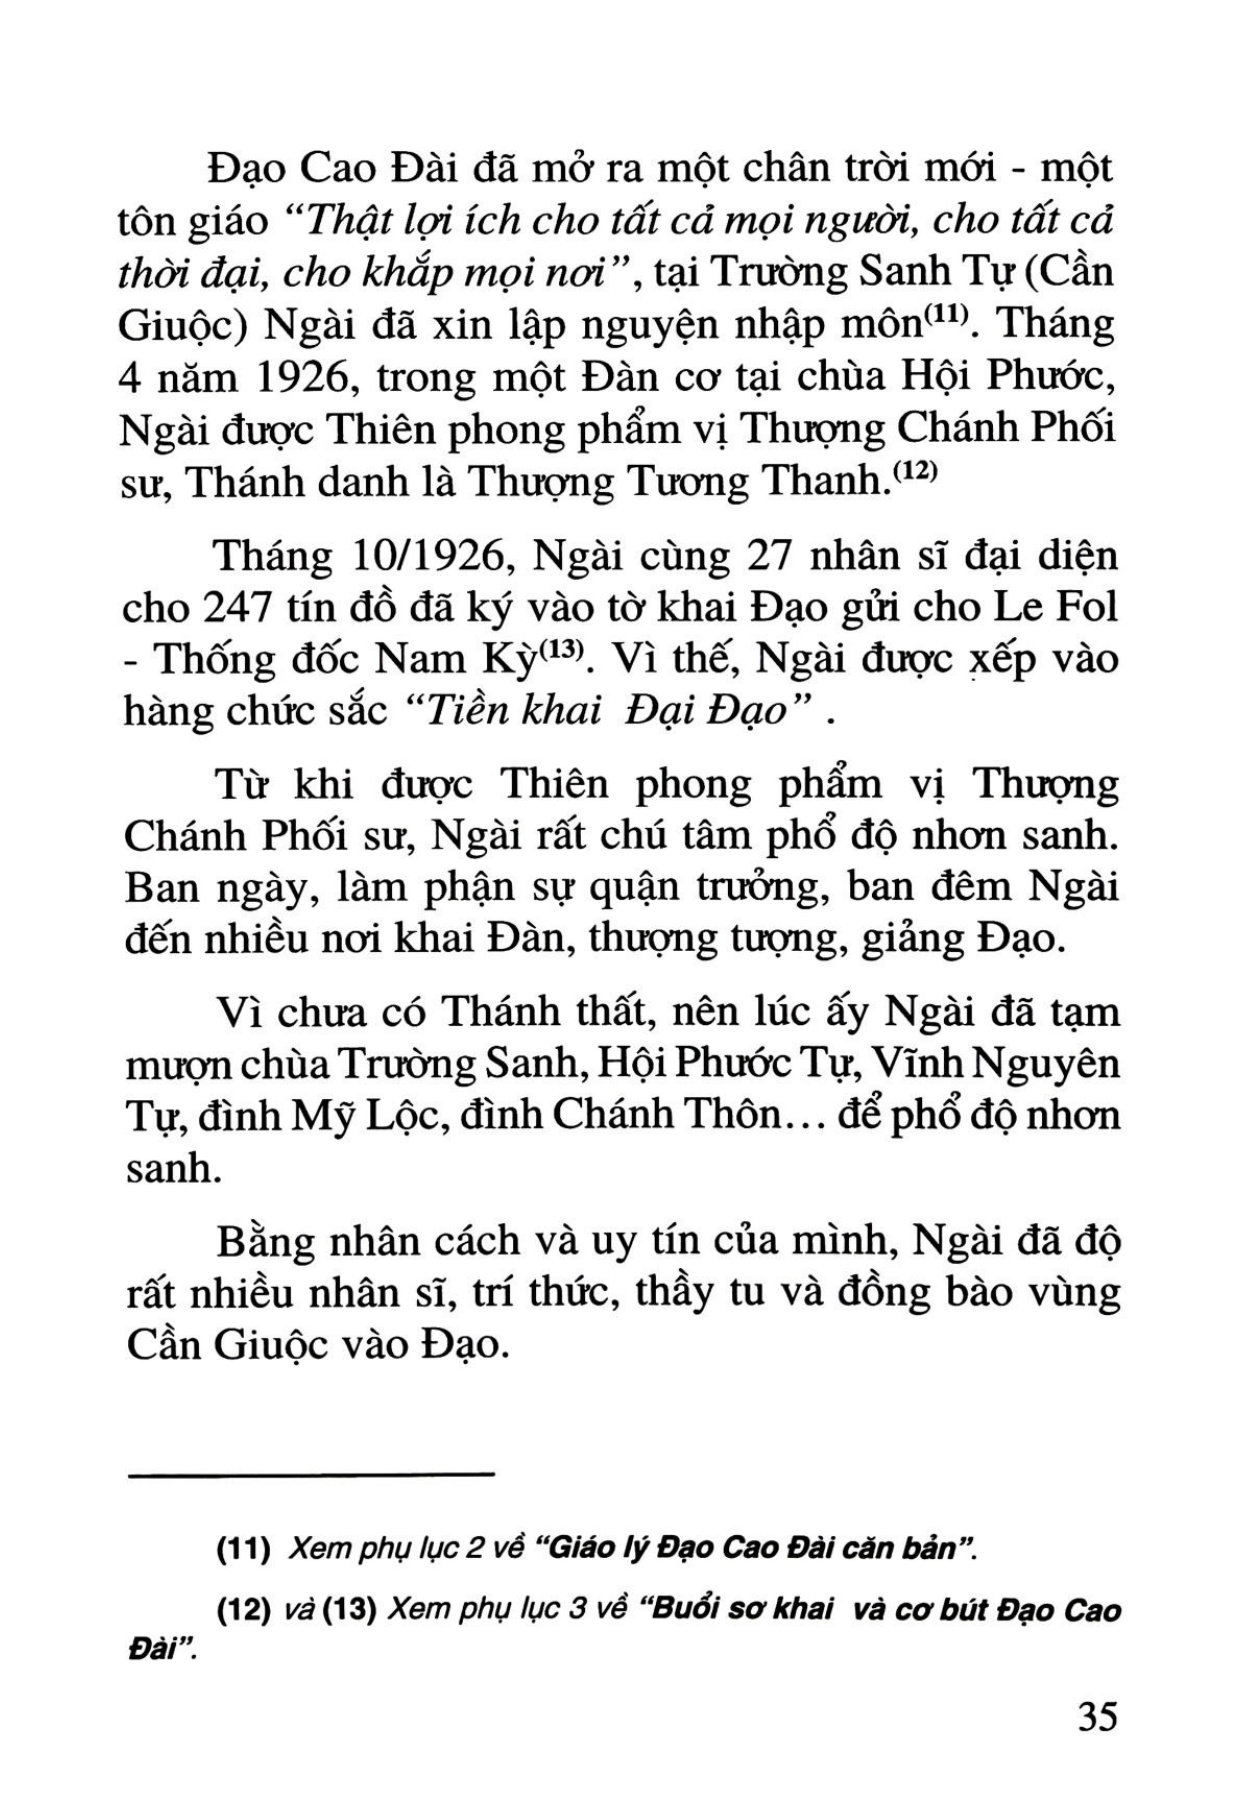 Đạo Cao Đài đã mở ra một chân trời mới - một
tôn giáo “Thật lợi ích cho tất cả mọi người, cho tất cả
thời đại, cho khắp mọi nơi”, tại Trường Sanh Tự (Cần
Giuộc) Ngài đã xin lập nguyện nhập môn(11). Tháng
4 năm 1926, trong một Đàn cơ tại chùa Hội Phước,
Ngài được Thiên phong phẩm vị Thượng Chánh Phối
sư, Thánh danh là Thượng Tương Thanh.(12)
Tháng 10/1926, Ngài cùng 27 nhân sĩ đại diện
cho 247 tín đồ đã ký vào tờ khai Đạo gửi cho Le Fol
- Thống đốc Nam Kỳ(13). Vì thế, Ngài được xếp vào
hàng chức sắc “Tiền khai Đại Đạo” .
Từ khi được Thiên phong phẩm vị Thượng
Chánh Phối sư, Ngài rất chú tâm phổ độ nhơn sanh.
Ban ngày, làm phận sự quận trưởng, ban đêm Ngài
đến nhiều nơi khai Đàn, thượng tượng, giảng Đạo.
Vì chưa có Thánh thất, nên lúc ấy Ngài đã tạm
mượn chùa Trường Sanh, Hội Phước Tự, Vĩnh Nguyên
Tự, đình Mỹ Lộc, đình Chánh Thôn... để phổ độ nhơn
sanh.
Bằng nhân cách và uy tín của mình, Ngài đã độ
rất nhiều nhân sĩ, trí thức, thầy tu và đồng bào vùng
Cần Giuộc vào Đạo.
(11) Xem phụ lục 2 về “Giáo lý Đạo Cao Đài căn bản”.
(12) và (13) Xem phụ lục 3 về “Buổi sơ khai và cơ bút Đạo Cao
Đài”.
35